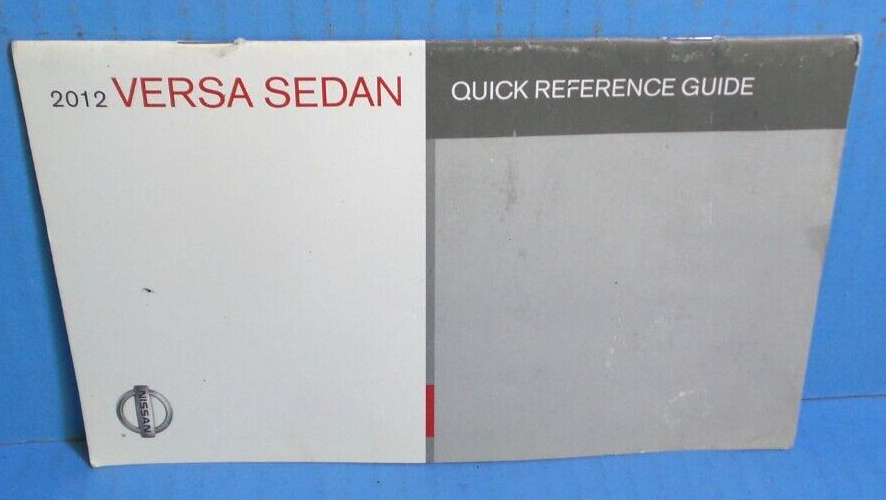 2012 VERSA SEDAN
QUICK REFERENCE GUIDE
NISSAN